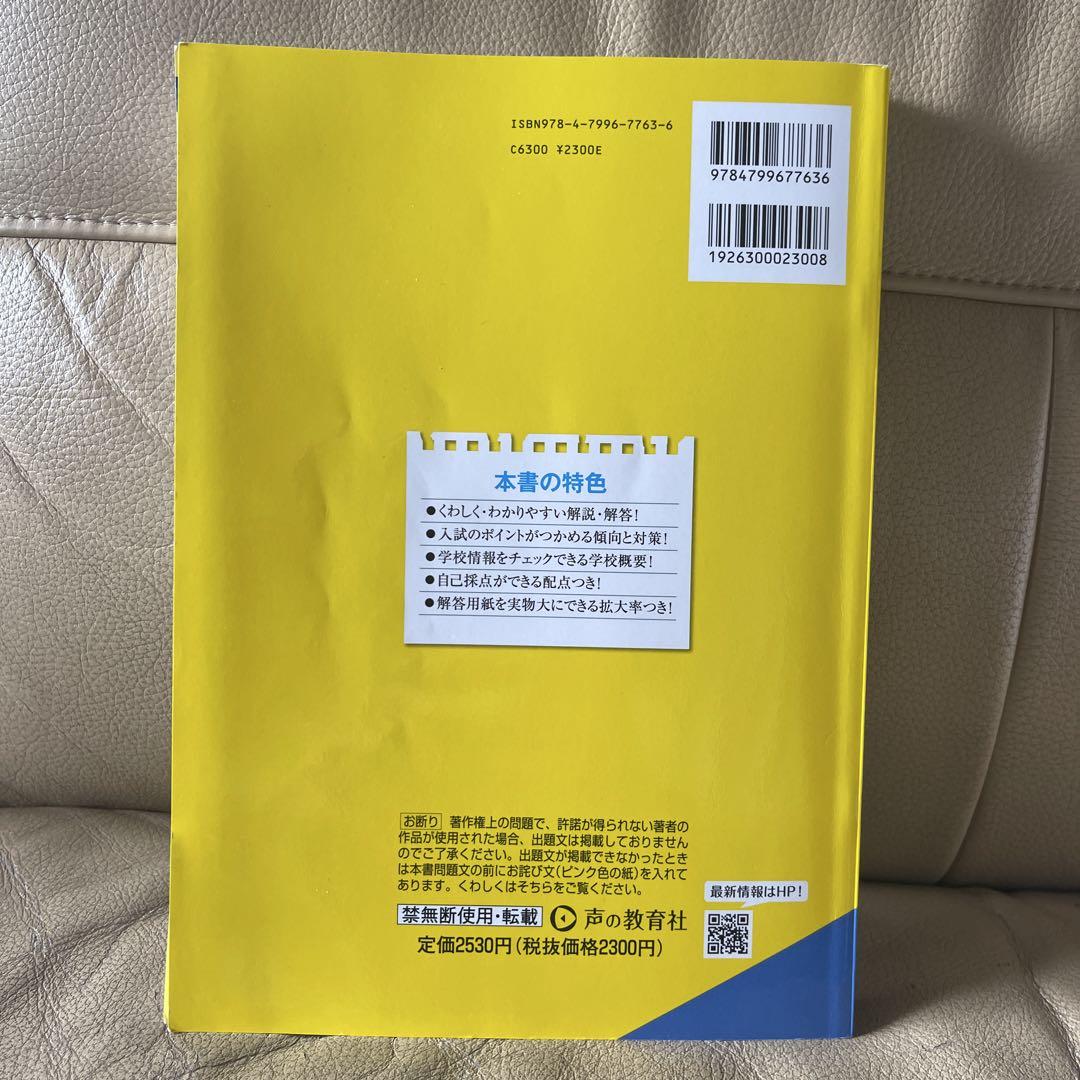 ISBN978-4-7996-7763-6
C6300 ¥2300E
9784799677636
1926300023008
本書の特色
●くわしく・わかりやすい解説・解答!
●入試のポイントがつかめる傾向と対策!
●学校情報をチェックできる学校概要!
●自己採点ができる配点つき!
●解答用紙を実物大にできる拡大率つき!
お断り 著作権上の問題で、許諾が得られない著者の
作品が使用された場合、出題文は掲載しておりません
のでご了承ください。出題文が掲載できなかったとき
は本書問題文の前にお詫び文(ピンク色の紙)を入れて
あります。くわしくはそちらをご覧ください。
禁無断使用・転載 声の教育社
定価2530円(税抜価格2300円)
最新情報はHP!